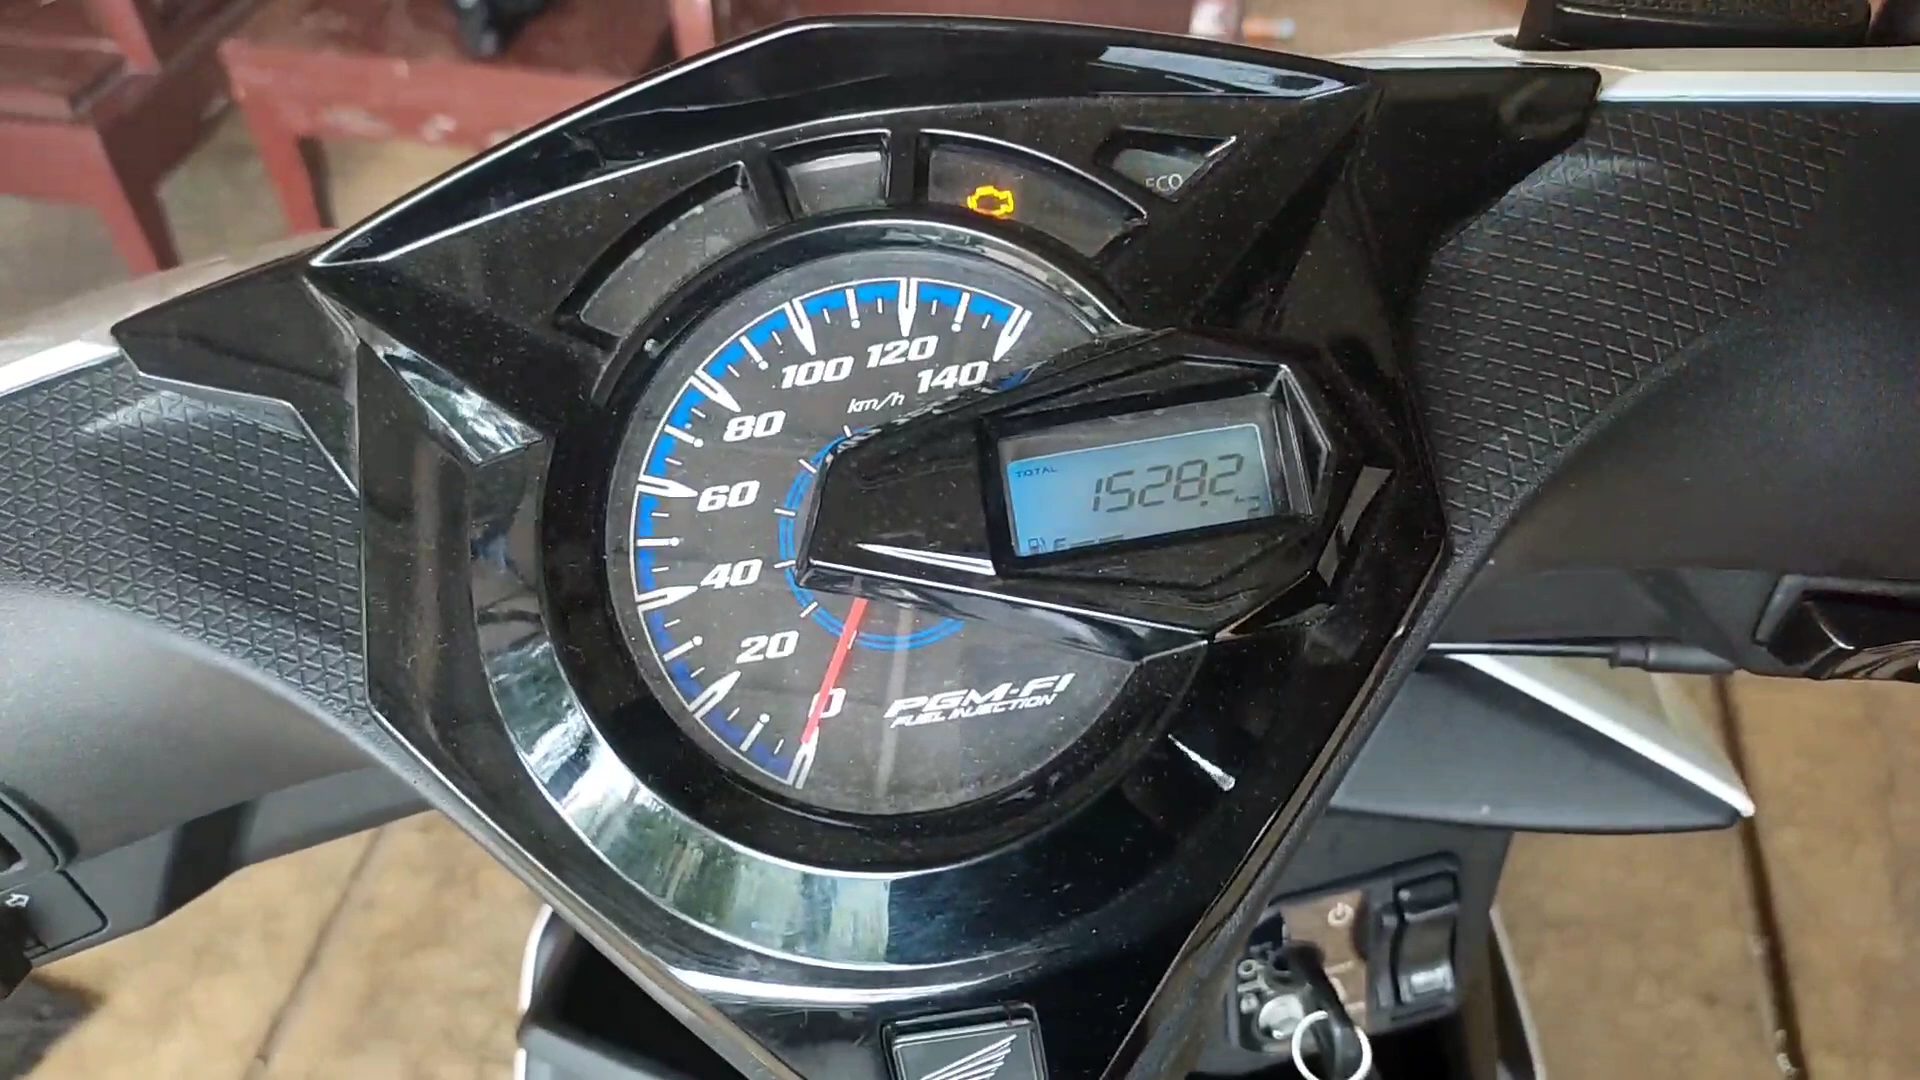 ECO
100 120
140
km/h
80
60
TOTAL
1528.2
40
E
20
0
PGM-FI
FUEL INJECTION